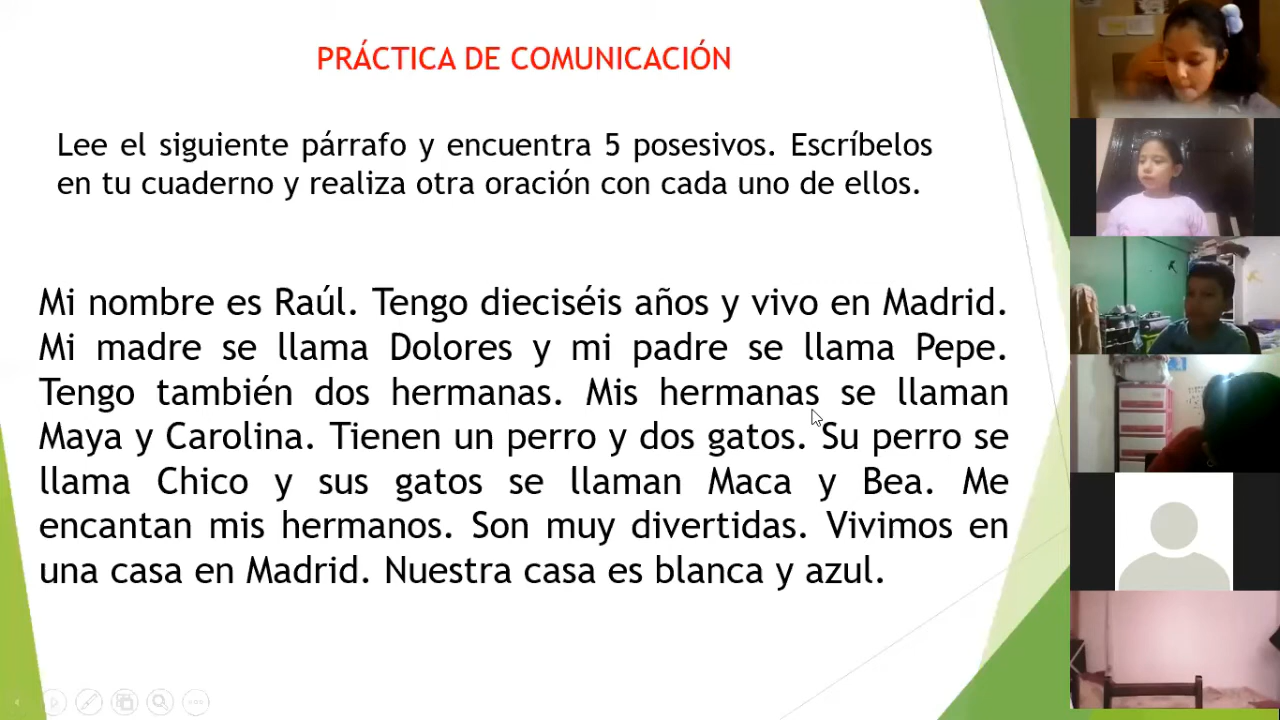 PRÁCTICA DE COMUNICACIÓN
Lee el siguiente párrafo y encuentra 5 posesivos. Escríbelos
en tu cuaderno y realiza otra oración con cada uno de ellos.
Mi nombre es Raúl. Tengo dieciséis años y vivo en Madrid.
Mi madre se llama Dolores y mi padre se llama Pepe.
Tengo también dos hermanas. Mis hermanas se llaman
Maya y Carolina. Tienen un perro y dos gatos. Su perro se
llama Chico y sus gatos se llaman Maca y Bea. Me
encantan mis hermanos. Son muy divertidas. Vivimos en
una casa en Madrid. Nuestra casa es blanca y azul.